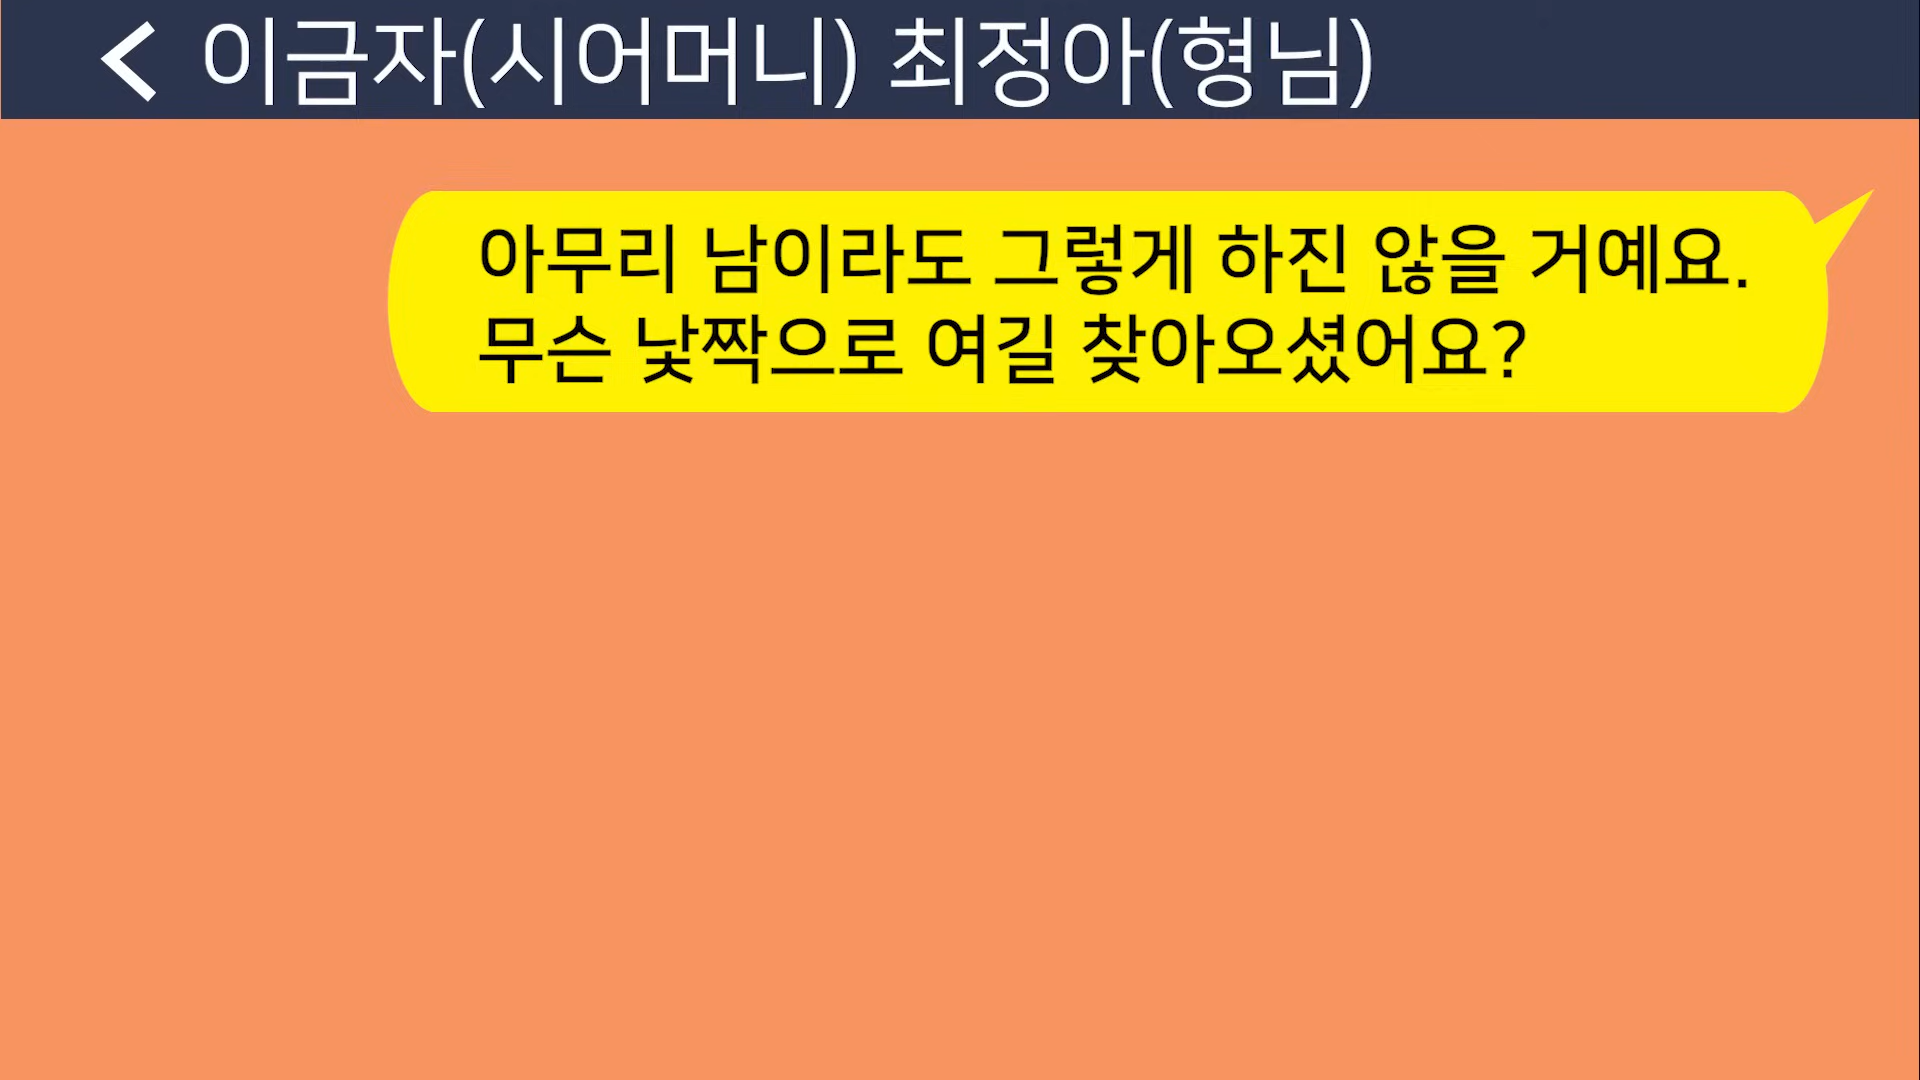 이금자(시어머니) 최정아(형님)
아무리 남이라도 그렇게 하진 않을 거예요.
무슨 낯짝으로 여길 찾아오셨어요?